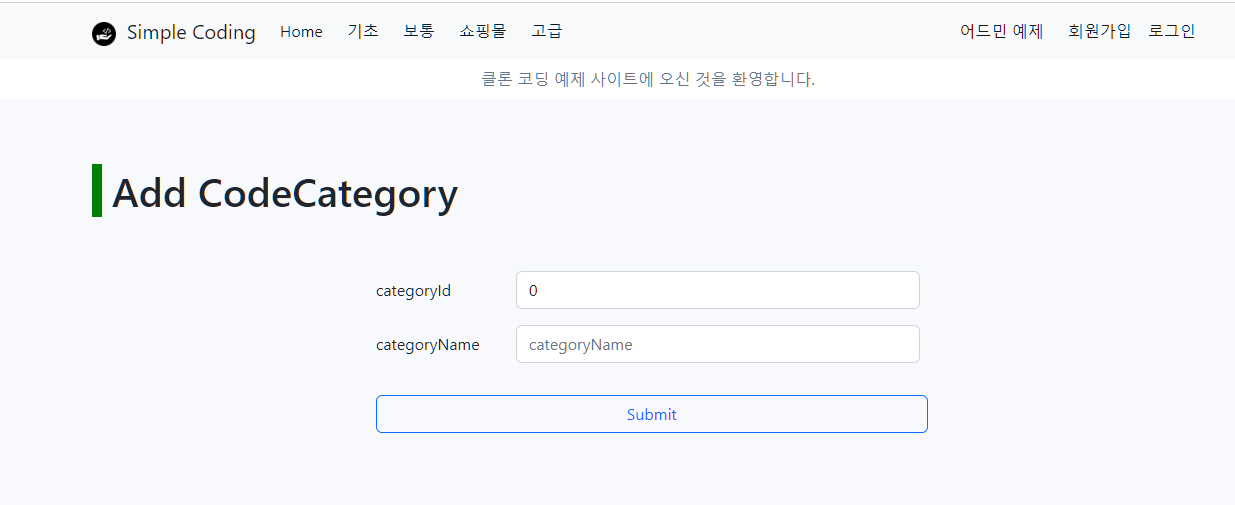 Simple Coding Home 기초 보통 쇼핑몰 고급 어드민 예제 회원가입 로그인
클론 코딩 예제 사이트에 오신 것을 환영합니다.
Add CodeCategory
categoryId 0
categoryName categoryName
Submit